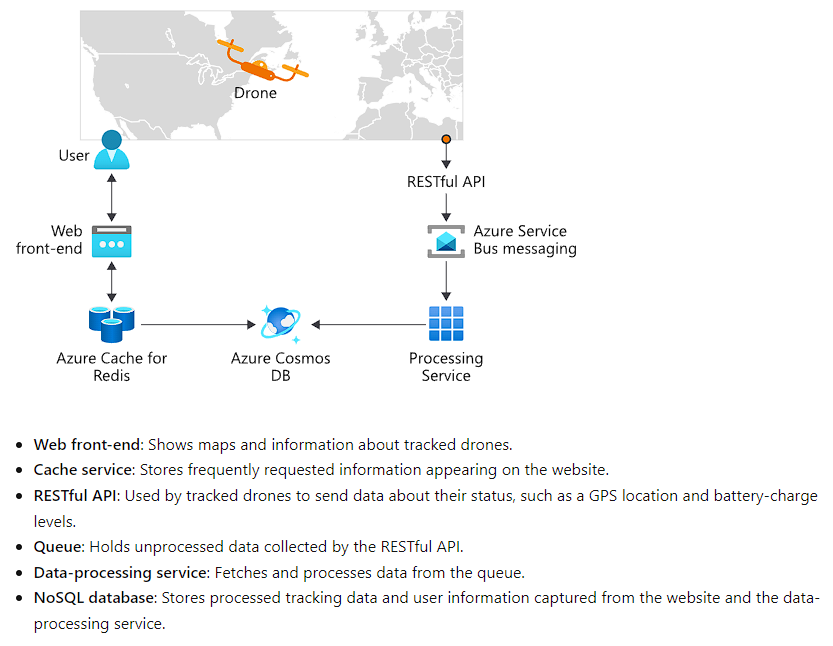 Drone
User
RESTful API
Web
front-end
Azure Service
Bus messaging
Azure Cache for
Redis
Azure Cosmos
DB
Processing
Service
• Web front-end: Shows maps and information about tracked drones.
• Cache service: Stores frequently requested information appearing on the website.
• RESTful API: Used by tracked drones to send data about their status, such as a GPS location and battery-charge
levels.
• Queue: Holds unprocessed data collected by the RESTful API.
• Data-processing service: Fetches and processes data from the queue.
• NoSQL database: Stores processed tracking data and user information captured from the website and the data-
processing service.